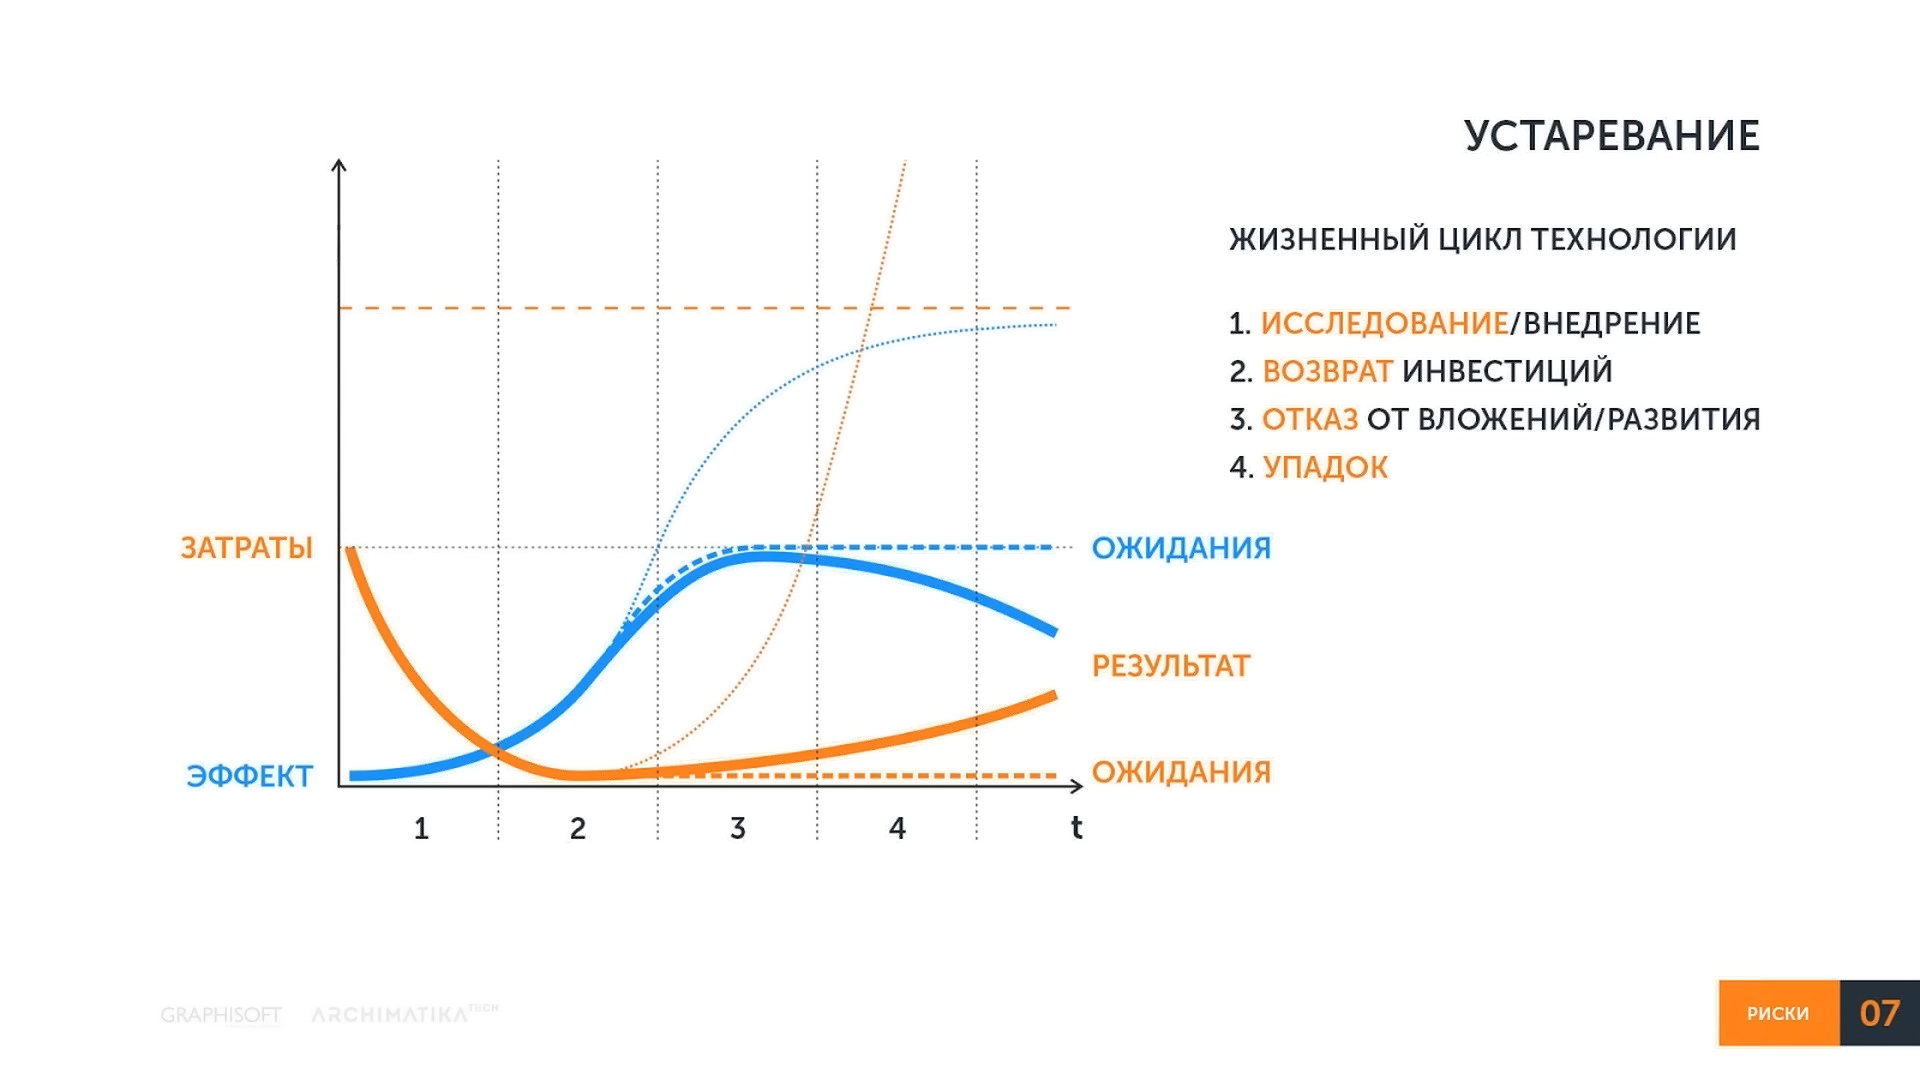 УСТАРЕВАНИЕ
ЖИЗНЕННЫЙ ЦИКЛ ТЕХНОЛОГИИ
1. ИССЛЕДОВАНИЕ/ВНЕДРЕНИЕ
2. ВОЗВРАТ ИНВЕСТИЦИЙ
3. ОТКАЗ ОТ ВЛОЖЕНИЙ/РАЗВИТИЯ
4. УПАДОК
ЗАТРАТЫ
ОЖИДАНИЯ
РЕЗУЛЬТАТ
ЭФФЕКТ
ОЖИДАНИЯ
1 2 3 4 t
GRAPHISOFT ARCHIMATIKA TECH
РИСКИ 07